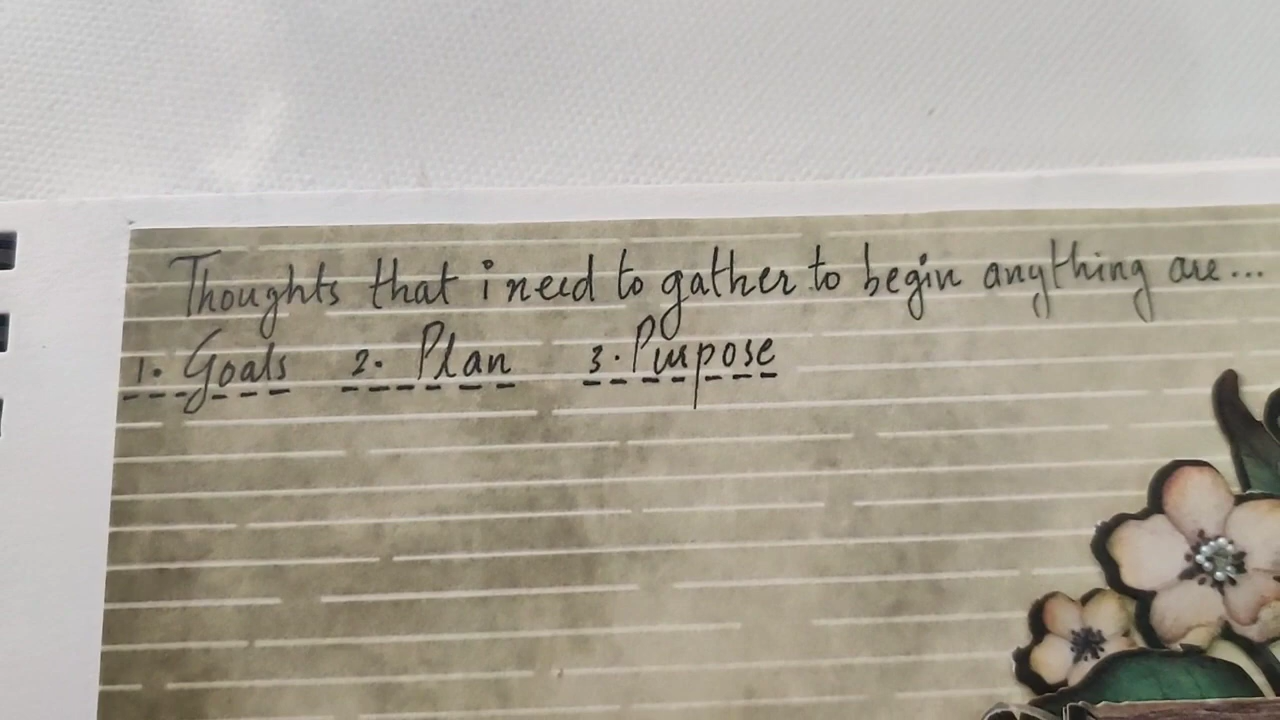 Thoughts that i need to gather to begin anything are...
1. Goals 2. Plan 3. Purpose